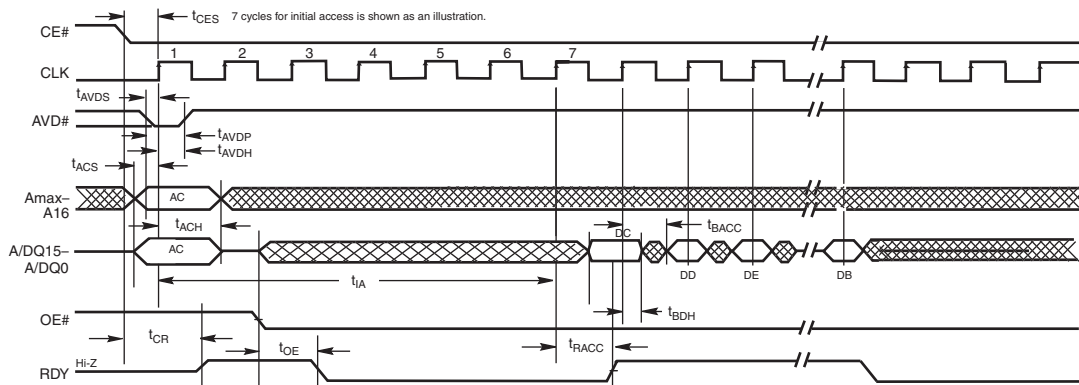 tCES 7 cycles for initial access is shown as an illustration.
CE#
1 2 3 4 5 6 7
CLK
tAVDS
AVD#
tAVDP
tAVDH
tACS
Amax–
A16
AC
tACH
DC
tBACC
A/DQ15–
A/DQ0
AC
DD DE DB
tIA
OE#
tBDH
tCR
tOE
tRACC
Hi-Z
RDY